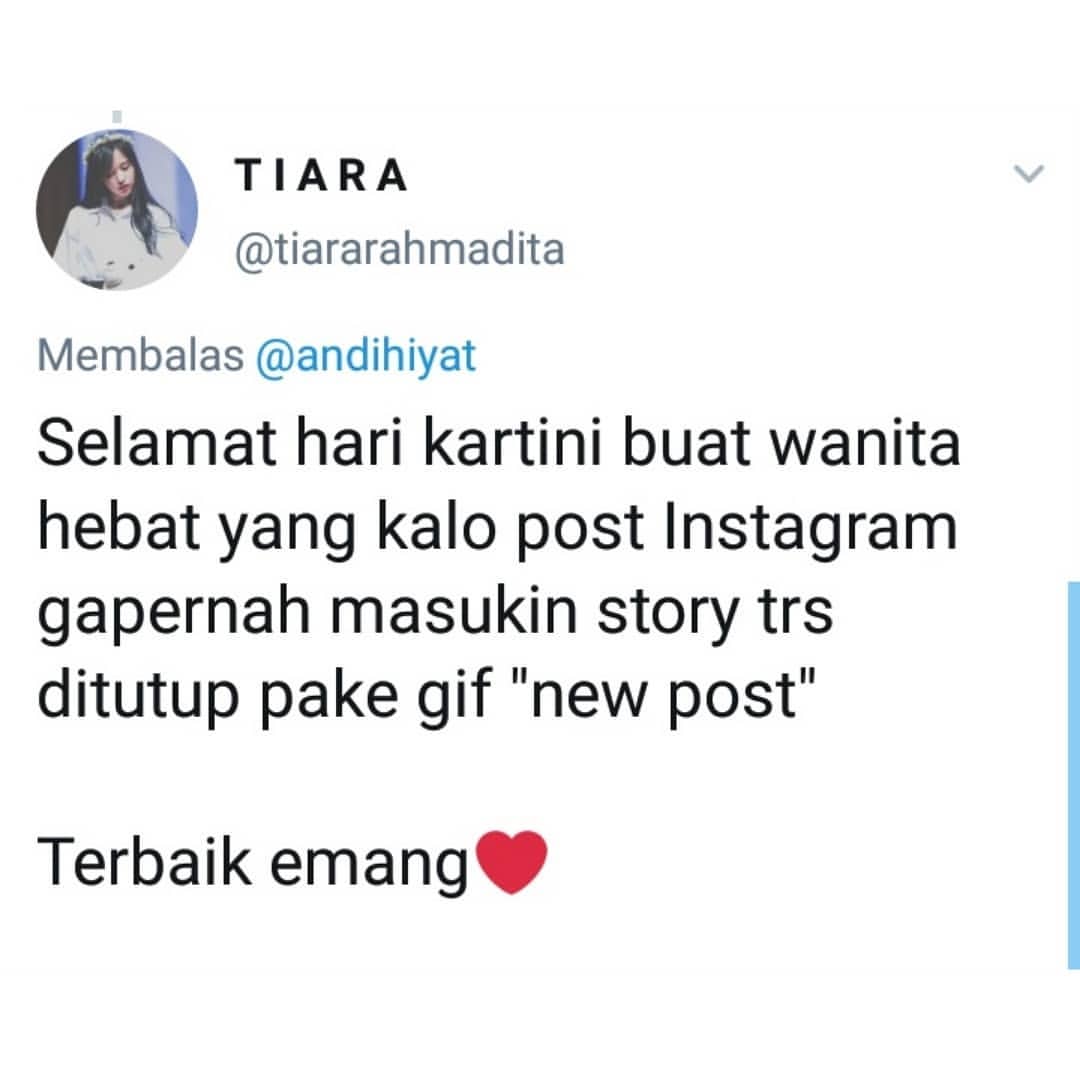 TIARA
@tiararahmadita
Membalas @andihiyat
Selamat hari kartini buat wanita
hebat yang kalo post Instagram
gapernah masukin story trs
ditutup pake gif "new post"
Terbaik emang❤️